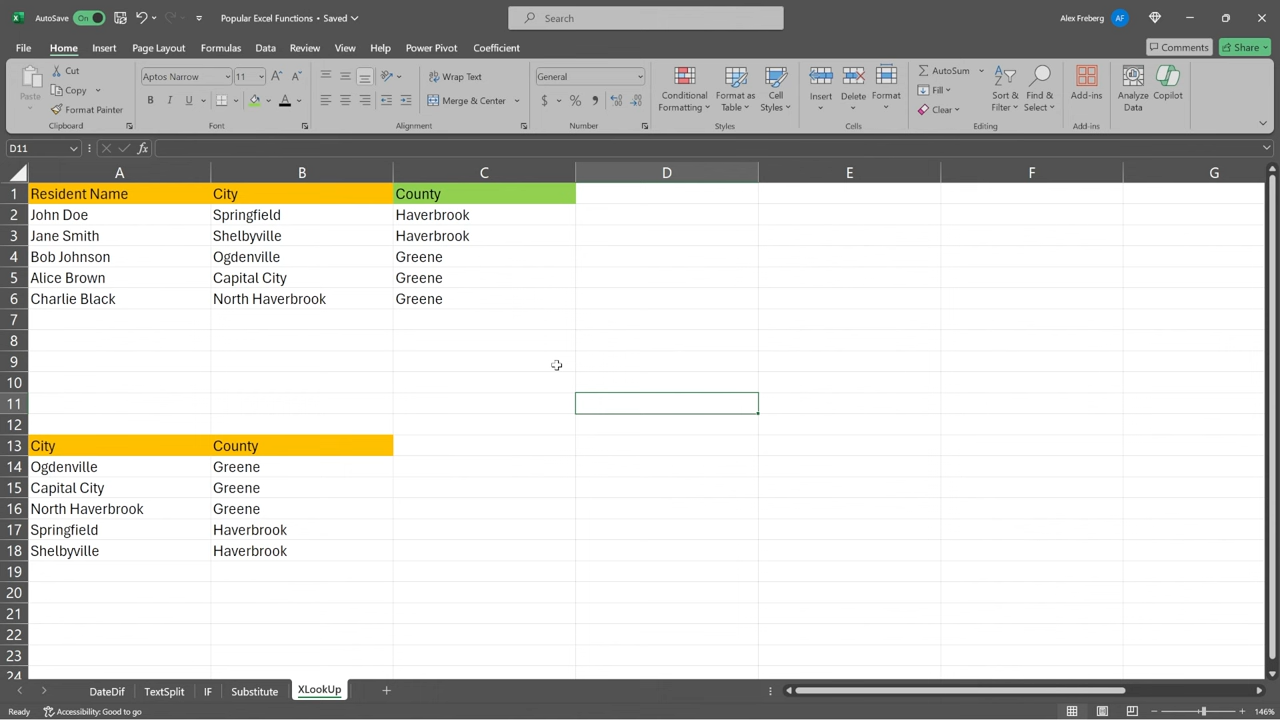 AutoSave On Popular Excel Functions • Saved Search Alex Freberg AF
File Home Insert Page Layout Formulas Data Review View Help Power Pivot Coefficient Comments Share
Paste Cut Copy Format Painter Clipboard
Aptos Narrow 11 B I U A Font
Wrap Text Merge & Center Alignment
General $ % , Number
Conditional Formatting Format as Table Cell Styles Styles
Insert Delete Format Cells
AutoSum Fill Clear Sort & Filter Find & Select Editing
Add-ins Add-ins
Analyze Data Copilot
D11 fx
A B C D E F G
1 Resident Name City County
2 John Doe Springfield Haverbrook
3 Jane Smith Shelbyville Haverbrook
4 Bob Johnson Ogdenville Greene
5 Alice Brown Capital City Greene
6 Charlie Black North Haverbrook Greene
7
8
9
10
11
12
13 City County
14 Ogdenville Greene
15 Capital City Greene
16 North Haverbrook Greene
17 Springfield Haverbrook
18 Shelbyville Haverbrook
19
20
21
22
23
24
DateDif TextSplit IF Substitute XLookUp
Ready Accessibility: Good to go 146%